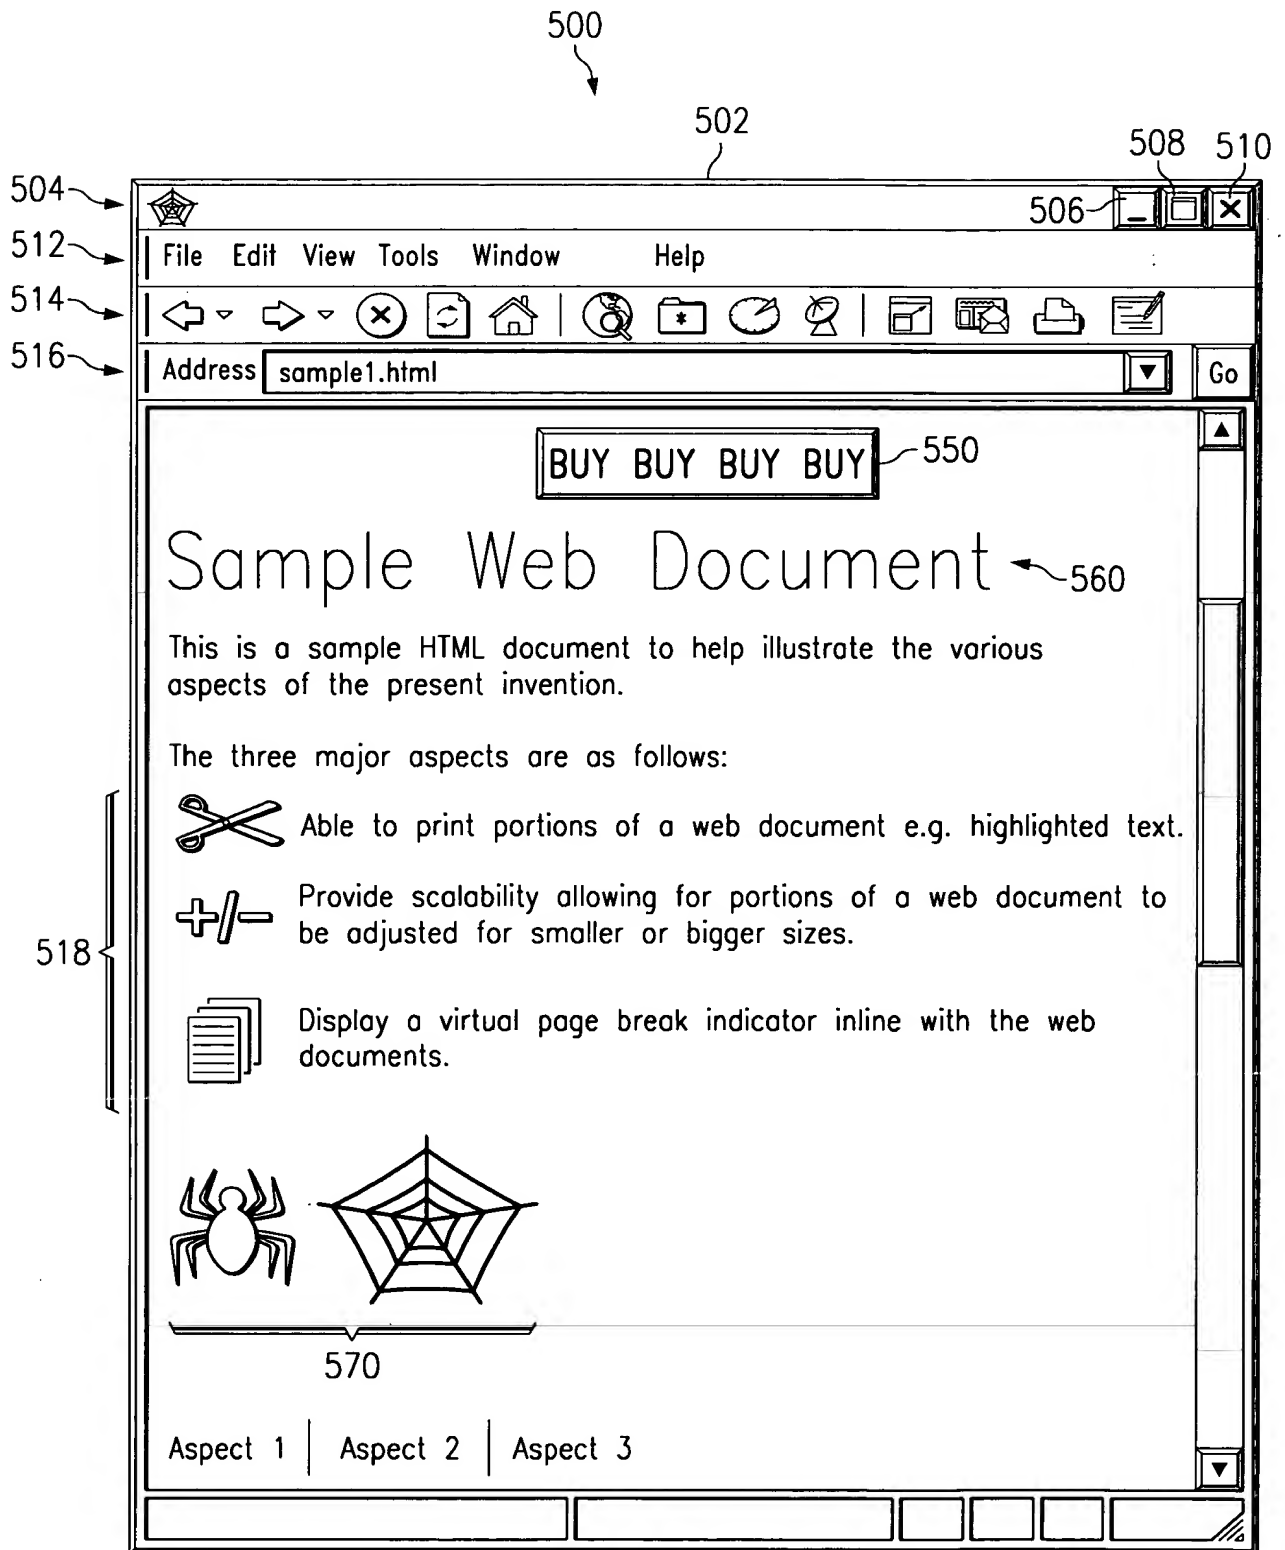 500
502
508 510
504
506
512
File Edit View Tools Window Help
514
516
Address sample1.html Go
BUY BUY BUY BUY
550
Sample Web Document
560
This is a sample HTML document to help illustrate the various
aspects of the present invention.
The three major aspects are as follows:
Able to print portions of a web document e.g. highlighted text.
Provide scalability allowing for portions of a web document to
be adjusted for smaller or bigger sizes.
518
Display a virtual page break indicator inline with the web
documents.
570
Aspect 1 Aspect 2 Aspect 3